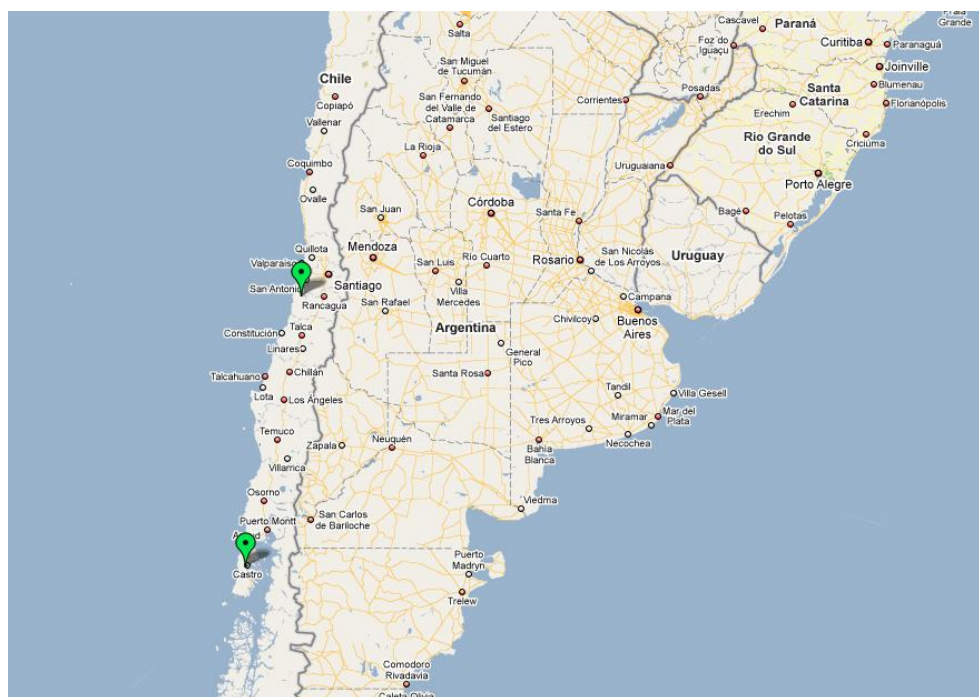 Salta
Cascavel
Paraná
Praia
Grande
Foz do
Iguaçu
Curitiba
Paranaguá
San Miguel
de Tucumán
Joinville
Chile
Copiapó
San Fernando
del Valle de
Catamarca
Posadas
Santa
Catarina
Blumenau
Corrientes
Erechim
Florianópolis
Vallenar
Santiago
del Estero
La Rioja
Rio Grande
do Sul
Criciúma
Coquimbo
Uruguaiana
Porto Alegre
Ovalle
San Juan
Córdoba
Santa Fe
Bagé
Pelotas
Quillota
Mendoza
Valparaíso
San Luis
Río Cuarto
Rosario
San Nicolás
de Los Arroyos
Uruguay
San Antonio
Santiago
Villa
Mercedes
Rancagua
San Rafael
Campana
Constitución
Talca
Argentina
Chivilcoy
Buenos
Aires
Linares
General
Pico
Talcahuano
Chillán
Santa Rosa
Lota
Los Ángeles
Tandil
Villa Gesell
Tres Arroyos
Miramar
Mar del
Plata
Temuco
Zapala
Neuquén
Bahía
Blanca
Necochea
Villarrica
Osorno
Viedma
Puerto Montt
San Carlos
de Bariloche
Castro
Puerto
Madryn
Trelew
Comodoro
Rivadavia
Caleta Olivia